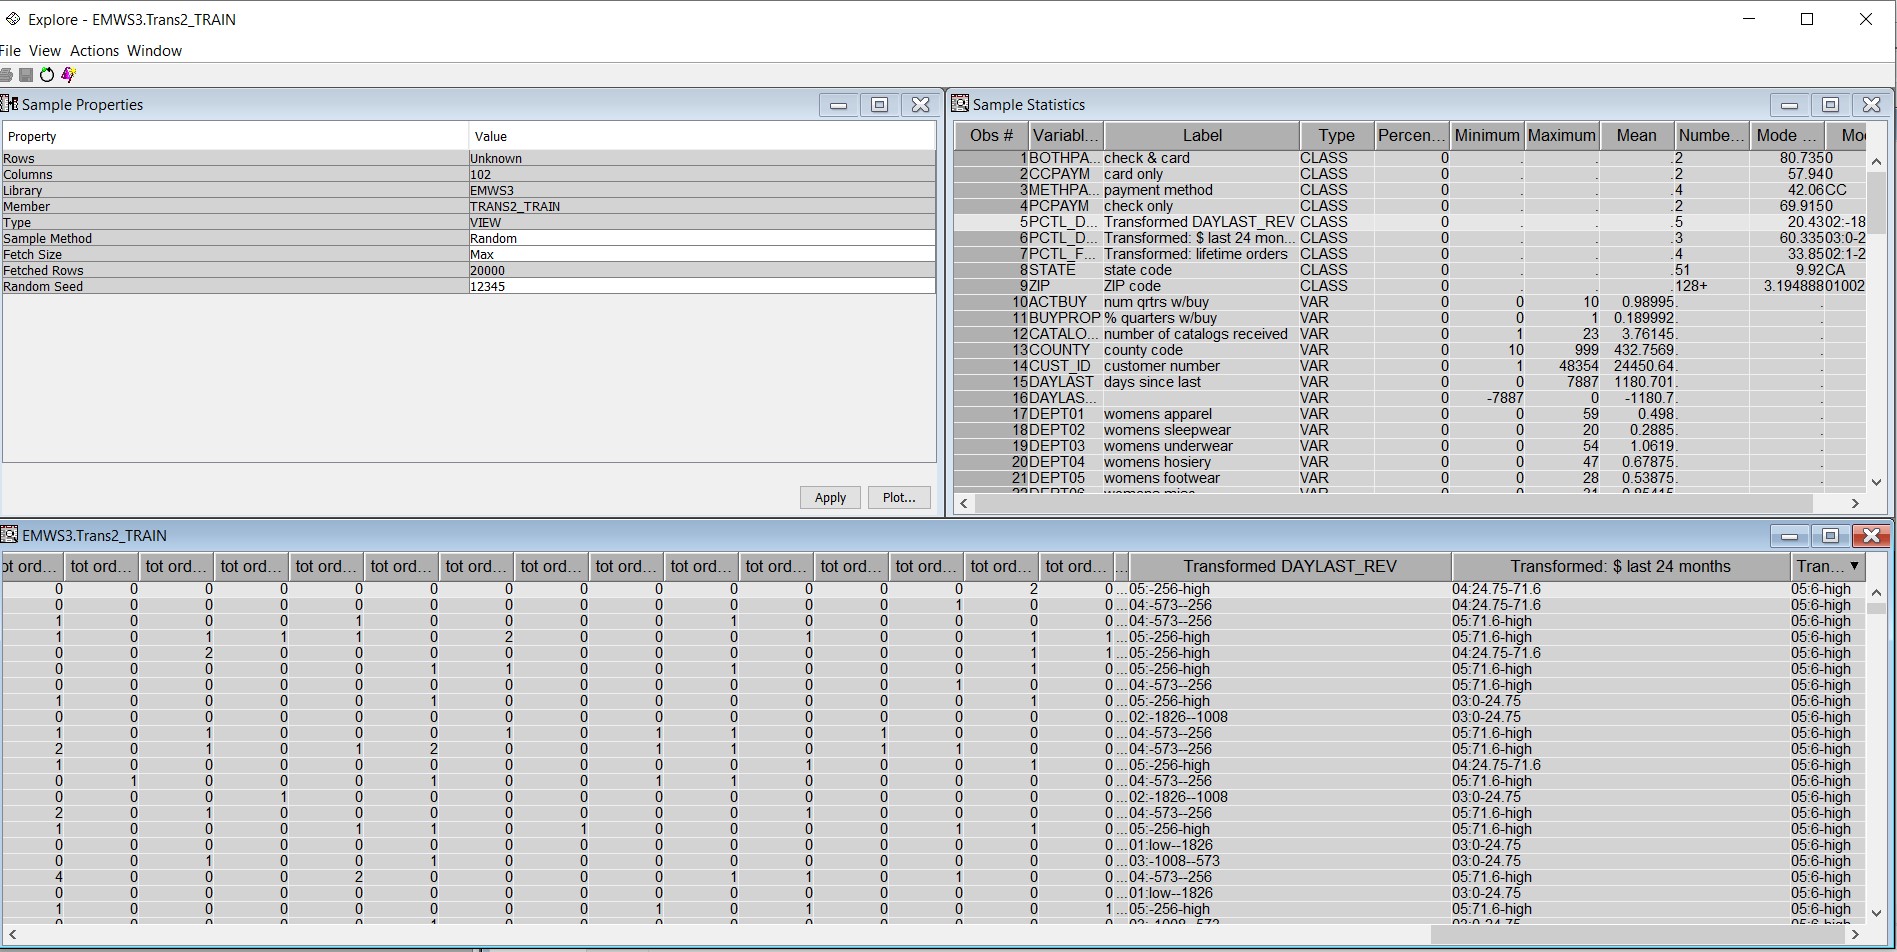 Explore - EMWS3.Trans2_TRAIN
File View Actions Window
Sample Properties
Property Value
Rows Unknown
Columns 102
Library EMWS3
Member TRANS2_TRAIN
Type VIEW
Sample Method Random
Fetch Size Max
Fetched Rows 20000
Random Seed 12345
Apply Plot...
Sample Statistics
Obs # Variabl... Label Type Percen... Minimum Maximum Mean Numbe... Mode ... Mo
1 BOTHPA... check & card CLASS 0 . . . 2 80.735 0
2 CCPAYM card only CLASS 0 . . . 2 57.94 0
3 METHPA... payment method CLASS 0 . . . 4 42.06 CC
4 PCPAYM check only CLASS 0 . . . 2 69.915 0
5 PCTL_D... Transformed DAYLAST_REV CLASS 0 . . . 5 20.43 02:-18
6 PCTL_D... Transformed: $ last 24 mon... CLASS 0 . . . 3 60.335 03:0-2
7 PCTL_F... Transformed: lifetime orders CLASS 0 . . . 4 33.85 02:1-2
8 STATE state code CLASS 0 . . . 51 9.92 CA
9 ZIP ZIP code CLASS 0 . . . 128+ 3.194888 01002
10 ACTBUY num qrtrs w/buy VAR 0 0 10 0.98995 . .
11 BUYPROP % quarters w/buy VAR 0 0 1 0.189992 . .
12 CATALO... number of catalogs received VAR 0 1 23 3.76145 . .
13 COUNTY county code VAR 0 10 999 432.7569 . .
14 CUST_ID customer number VAR 0 1 48354 24450.64 . .
15 DAYLAST days since last VAR 0 0 7887 1180.701 . .
16 DAYLAS... VAR 0 -7887 0 -1180.7 . .
17 DEPT01 womens apparel VAR 0 0 59 0.498 . .
18 DEPT02 womens sleepwear VAR 0 0 20 0.2885 . .
19 DEPT03 womens underwear VAR 0 0 54 1.0619 . .
20 DEPT04 womens hosiery VAR 0 0 47 0.67875 . .
21 DEPT05 womens footwear VAR 0 0 28 0.53875 . .
EMWS3.Trans2_TRAIN
ot ord... tot ord... tot ord... tot ord... tot ord... tot ord... tot ord... tot ord... tot ord... tot ord... tot ord... tot ord... tot ord... tot ord... tot ord... ... Transformed DAYLAST_REV Transformed: $ last 24 months Tran...
0 0 0 0 0 0 0 0 0 0 0 0 0 2 0 ... 05:-256-high 04:24.75-71.6 05:6-high
0 0 0 0 0 0 0 0 0 0 0 0 1 0 0 ... 04:-573--256 04:24.75-71.6 05:6-high
1 0 0 0 1 0 0 0 0 1 0 0 0 0 0 ... 04:-573--256 05:71.6-high 05:6-high
1 0 1 1 1 0 2 0 0 0 1 0 0 1 1 ... 05:-256-high 05:71.6-high 05:6-high
0 0 2 0 0 0 0 0 0 0 0 0 0 1 1 ... 05:-256-high 04:24.75-71.6 05:6-high
0 0 0 0 0 1 1 0 0 1 0 0 0 1 0 ... 05:-256-high 05:71.6-high 05:6-high
0 0 0 0 0 0 0 0 0 0 0 0 1 0 0 ... 04:-573--256 05:71.6-high 05:6-high
1 0 0 0 0 1 0 0 0 0 0 0 0 1 0 ... 05:-256-high 03:0-24.75 05:6-high
0 0 0 0 0 0 0 0 0 0 0 0 0 0 0 ... 02:-1826--1008 03:0-24.75 05:6-high
1 0 1 0 0 0 1 0 1 1 0 1 0 0 0 ... 04:-573--256 05:71.6-high 05:6-high
2 0 1 0 1 2 0 0 0 1 0 1 1 0 0 ... 04:-573--256 05:71.6-high 05:6-high
1 0 0 0 0 0 0 0 0 0 1 0 0 1 0 ... 05:-256-high 04:24.75-71.6 05:6-high
0 1 0 0 0 1 0 0 1 1 0 0 0 0 0 ... 04:-573--256 05:71.6-high 05:6-high
0 0 0 1 0 0 0 0 0 0 0 0 0 0 0 ... 02:-1826--1008 03:0-24.75 05:6-high
2 0 1 0 0 0 0 0 0 0 1 0 0 0 0 ... 04:-573--256 05:71.6-high 05:6-high
1 0 0 0 1 1 0 1 0 0 0 0 1 1 0 ... 05:-256-high 05:71.6-high 05:6-high
0 0 0 0 0 0 0 0 0 0 0 0 0 0 0 ... 01:low--1826 03:0-24.75 05:6-high
0 0 1 0 0 1 0 0 0 0 0 0 0 0 0 ... 03:-1008--573 03:0-24.75 05:6-high
4 0 0 0 2 0 0 0 0 1 1 0 1 0 0 ... 04:-573--256 05:71.6-high 05:6-high
0 0 0 0 0 0 0 0 0 0 0 0 0 0 0 ... 01:low--1826 03:0-24.75 05:6-high
1 0 0 0 0 0 0 0 1 0 1 0 0 0 1 ... 05:-256-high 05:71.6-high 05:6-high